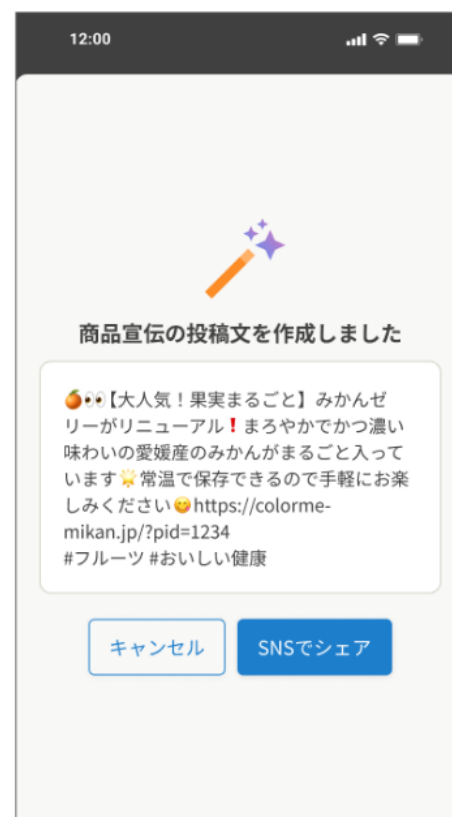 12:00
商品宣伝の投稿文を作成しました
🍊👀【大人気！果実まるごと】みかんゼ
リーがリニューアル❗まろやかでかつ濃い
味わいの愛媛産のみかんがまるごと入って
います🌟常温で保存できるので手軽にお楽
しみください😋https://colorme-
mikan.jp/?pid=1234
#フルーツ #おいしい健康
キャンセル
SNSでシェア